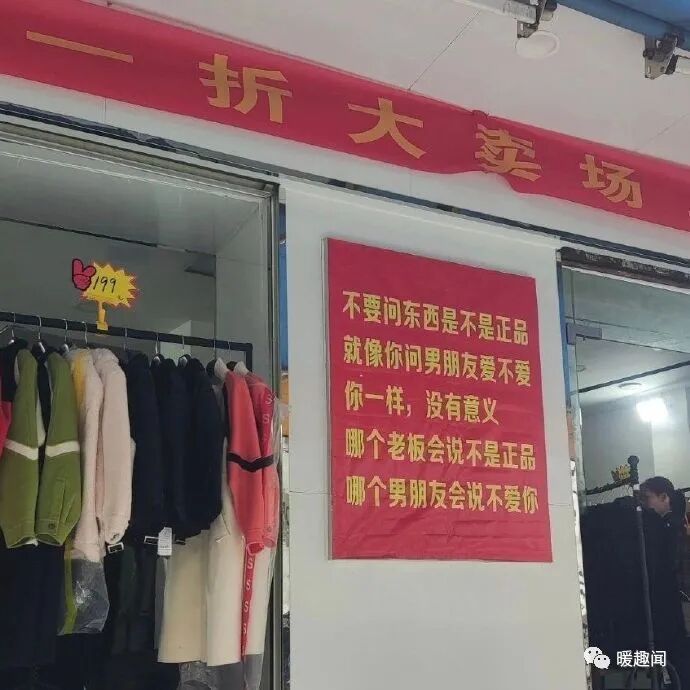 一折大卖场
199
不要问东西是不是正品
就像你问男朋友爱不爱
你一样，没有意义
哪个老板会说不是正品
哪个男朋友会说不爱你
S
S
S
S
S
暖趣闻